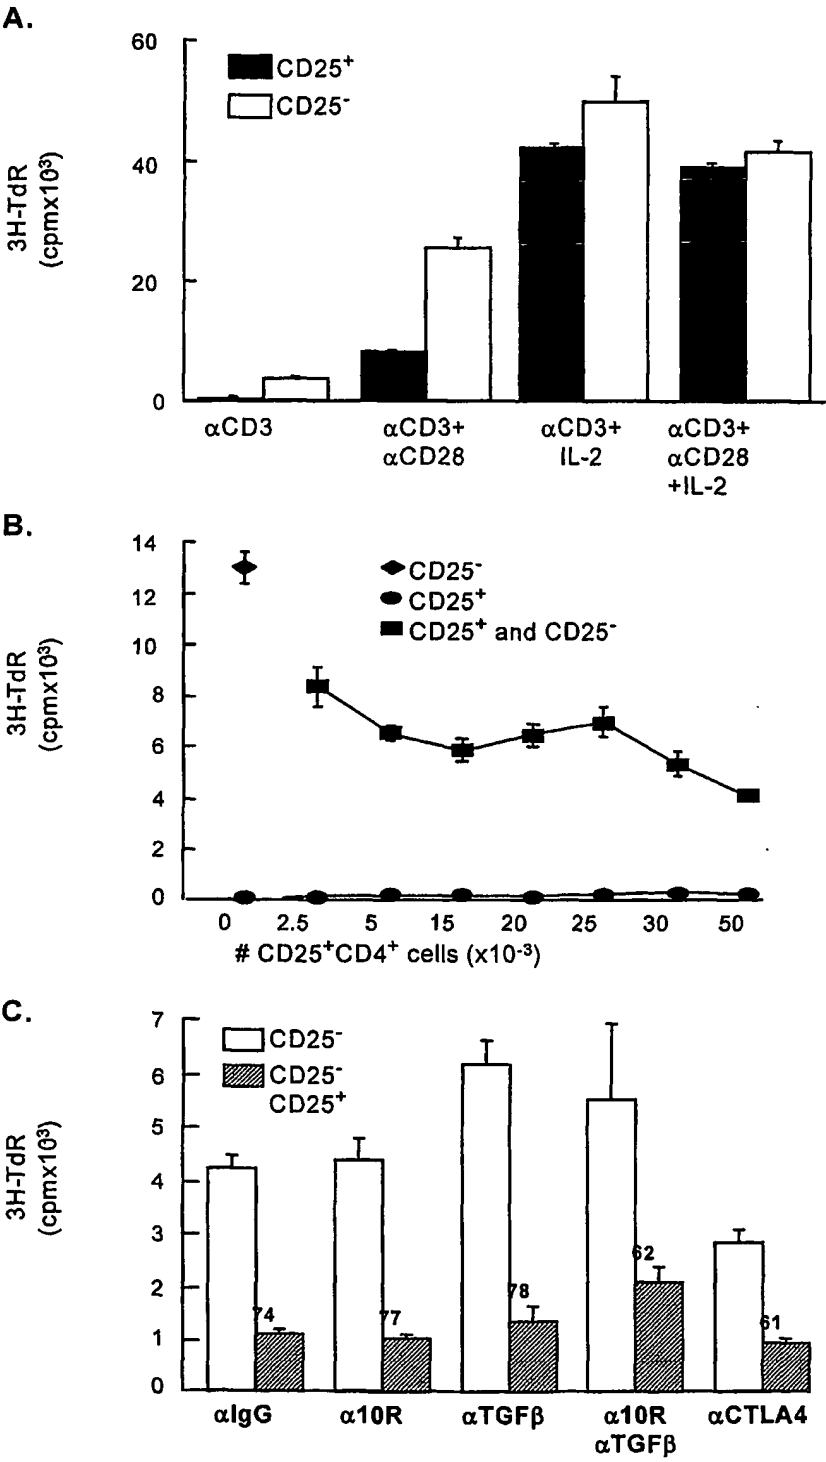 A.
60
CD25⁺
CD25⁻
40
20
0
3H-TdR
(cpmx10³)
αCD3
αCD3+
αCD28
αCD3+
IL-2
αCD3+
αCD28
+IL-2
B.
14
12
10
8
6
4
2
0
3H-TdR
(cpmx10³)
CD25⁻
CD25⁺
CD25⁺ and CD25⁻
0 2.5 5 15 20 25 30 50
# CD25⁺CD4⁺ cells (x10⁻³)
C.
7
6
5
4
3
2
1
0
3H-TdR
(cpmx10³)
CD25⁻
CD25⁻
CD25⁺
74
77
78
62
61
αIgG
α10R
αTGFβ
α10R
αTGFβ
αCTLA4